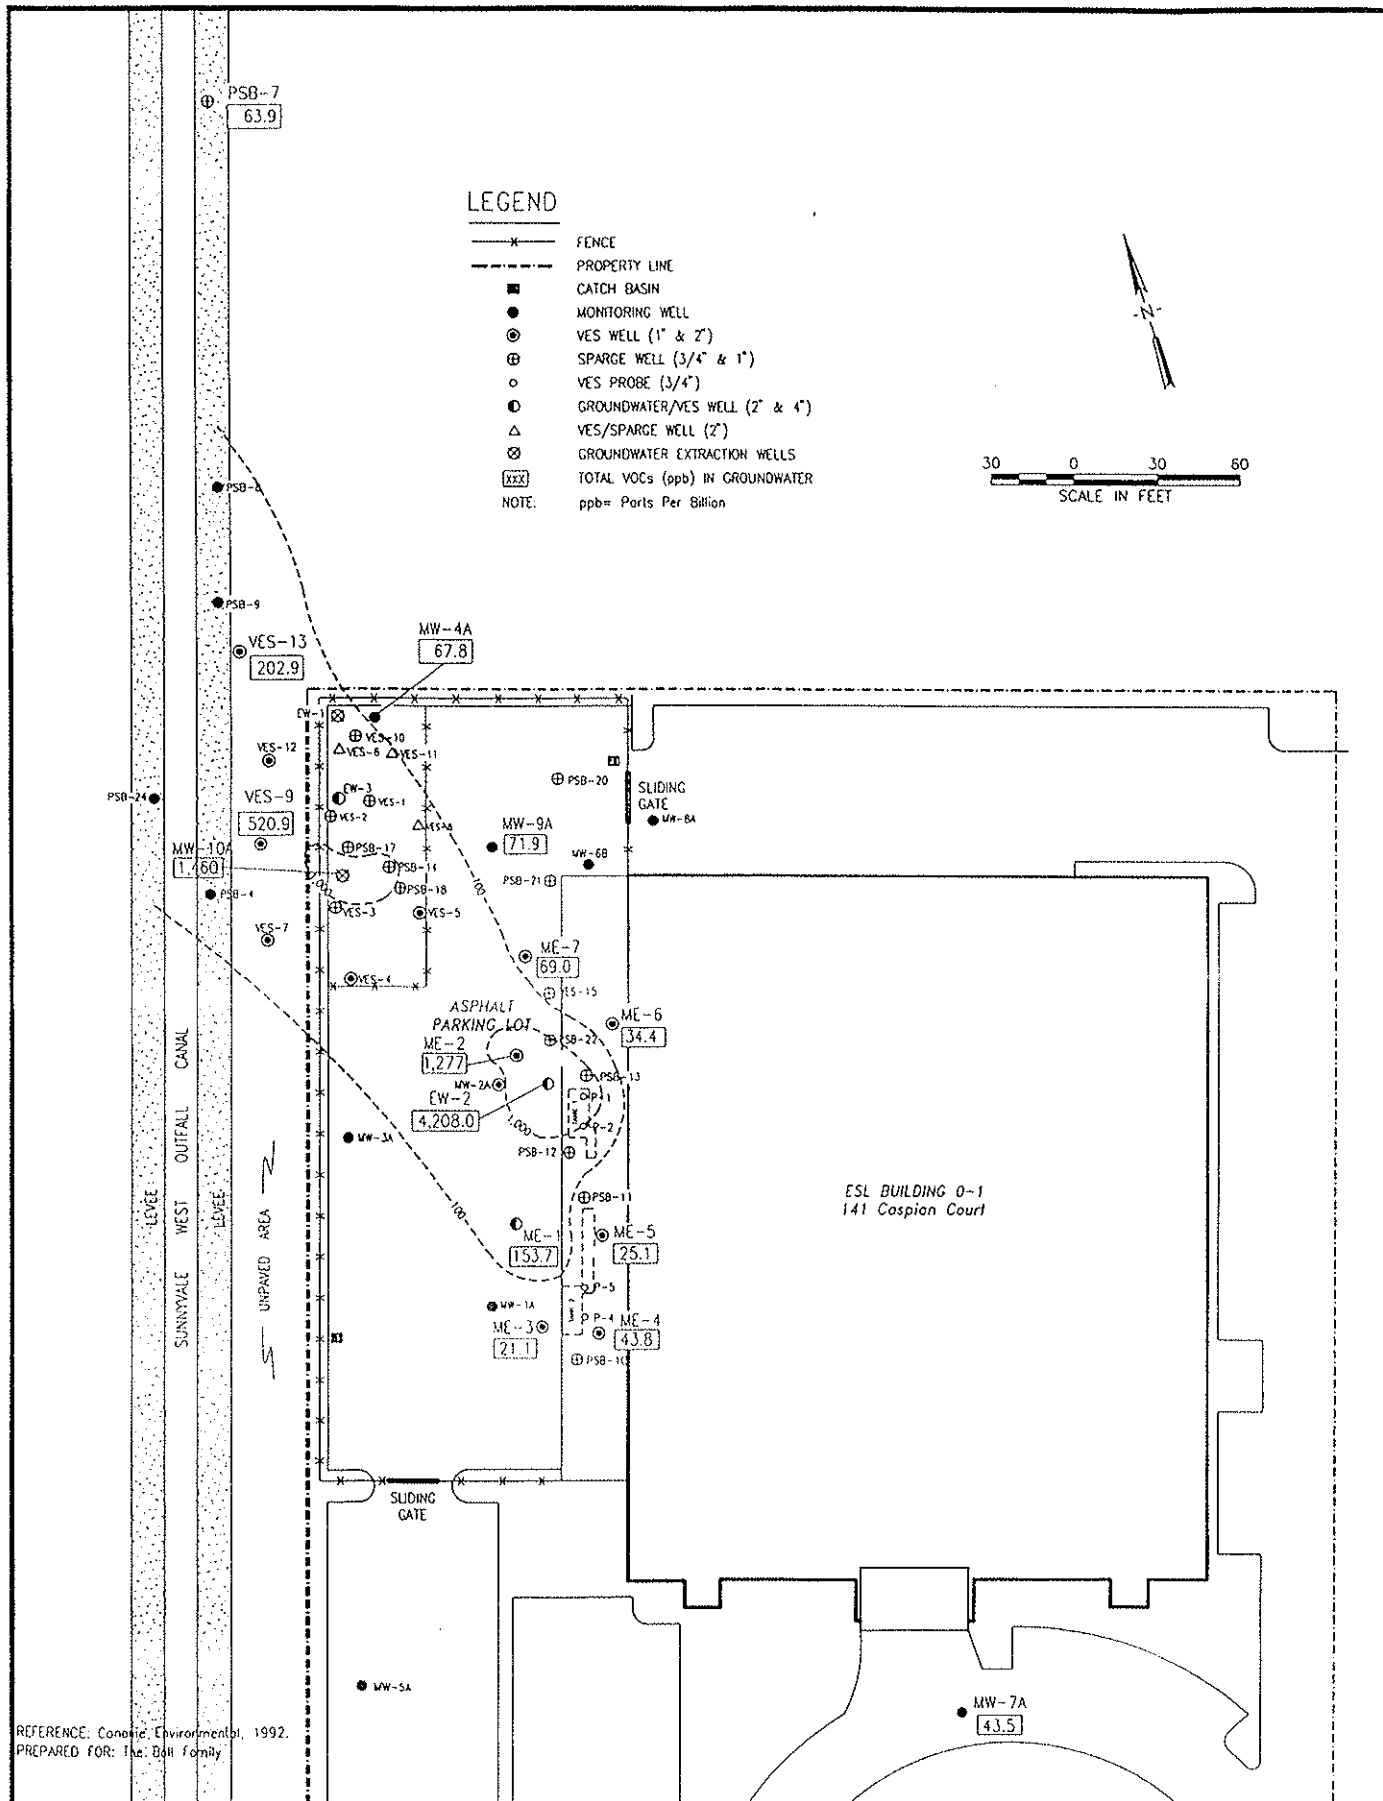 PSB-7
63.9
LEGEND
FENCE
PROPERTY LINE
CATCH BASIN
MONITORING WELL
VES WELL (1" & 2")
SPARGE WELL (3/4" & 1")
VES PROBE (3/4")
GROUNDWATER/VES WELL (2" & 4")
VES/SPARGE WELL (2")
GROUNDWATER EXTRACTION WELLS
XXX TOTAL VOCs (ppb) IN GROUNDWATER
NOTE: ppb= Parts Per Billion
-N-
30 0 30 60
SCALE IN FEET
PSB-9
VES-13
202.9
MW-4A
67.8
EW-1
VES-10
VES-6
VES-11
VES-12
PSB-20
SLIDING
GATE
PSB-24
VES-9
520.9
EW-3
VES-1
VES-2
MW-8A
MW-9A
71.9
MW-10A
1,460
PSB-17
PSB-18
MW-6B
PSB-21
100
PSB-4
VES-3
VES-5
VES-7
VES-4
ME-7
69.0
ASPHALT
PARKING LOT
ME-6
34.4
ME-2
1,277
MW-2A
PSB-13
EW-2
4,208.0
1,000
P-1
P-2
PSB-12
MW-3A
PSB-11
100
ME-1
153.7
ME-5
25.1
P-5
MW-1A
P-4
ME-3
21.1
ME-4
43.8
PSB-10
ESL BUILDING 0-1
141 Caspian Court
LEVEE
SUNNYVALE WEST OUTFALL CANAL
LEVEE
UNPAVED AREA
SLIDING
GATE
MW-5A
MW-7A
43.5
REFERENCE: Canonie Environmental, 1992.
PREPARED FOR: The Ball Family